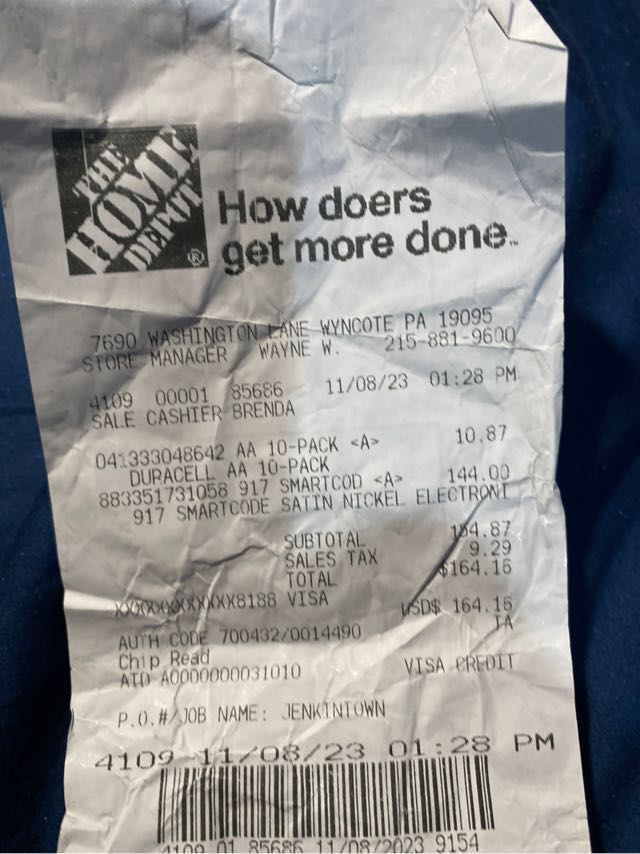 THE
HOME
DEPOT®
How doers
get more done™
7690 WASHINGTON LANE WYNCOTE PA 19095
STORE MANAGER WAYNE W. 215-881-9600
4109 00001 85686 11/08/23 01:28 PM
SALE CASHIER BRENDA
041333048642 AA 10-PACK <A> 10.87
DURACELL AA 10-PACK
883351731058 917 SMARTCOD <A> 144.00
917 SMARTCODE SATIN NICKEL ELECTRONI
SUBTOTAL 154.87
SALES TAX 9.29
TOTAL $164.16
XXXXXXXXXXXX8188 VISA
USD$ 164.16
AUTH CODE 700432/0014490 TA
Chip Read
AID A0000000031010 VISA CREDIT
P.O.#/JOB NAME: JENKINTOWN
4109 11/08/23 01:28 PM
4109 01 85686 11/08/2023 9154